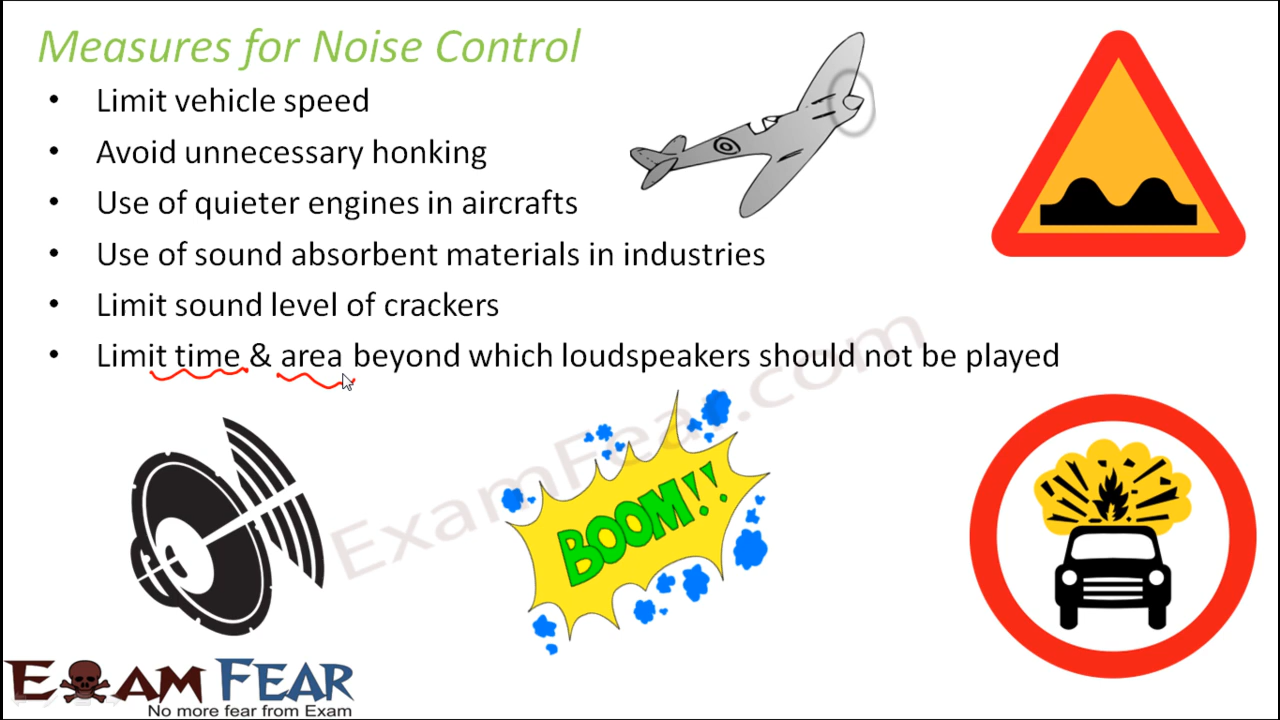 Measures for Noise Control
• Limit vehicle speed
• Avoid unnecessary honking
• Use of quieter engines in aircrafts
• Use of sound absorbent materials in industries
• Limit sound level of crackers
• Limit time & area beyond which loudspeakers should not be played
ExamFear.com
BOOM!!
EXAM FEAR
No more fear from Exam